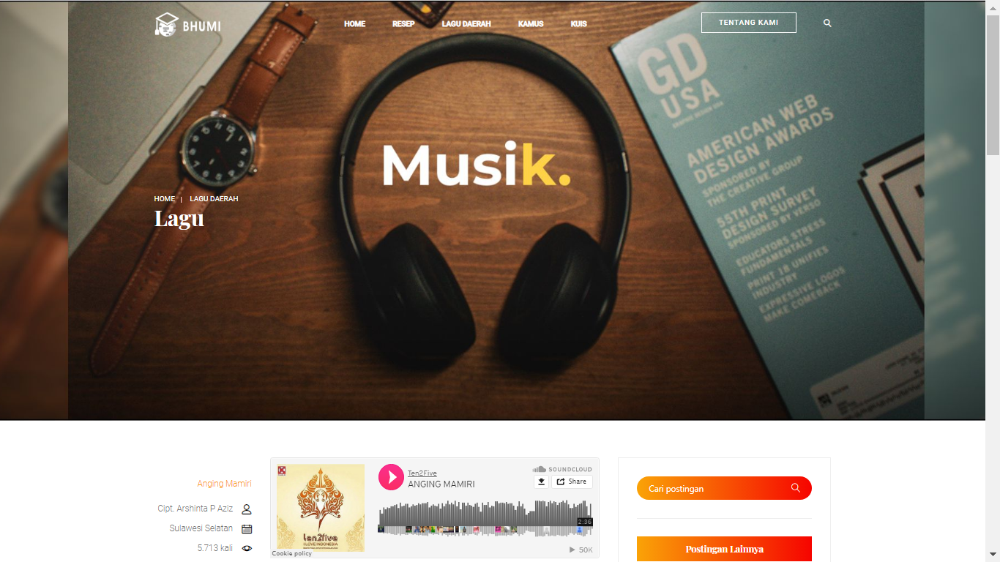 BHUMI
HOME
RESEP
LAGU DAERAH
KAMUS
KUIS
TENTANG KAMI
GD
USA
GRAPHIC DESIGN USA
AMERICAN WEB
DESIGN AWARDS
SPONSORED BY
THE CREATIVE GROUP
55TH PRINT
DESIGN SURVEY
SPONSORED BY VERSO
EDUCATORS STRESS
FUNDAMENTALS
PRINT 18 UNIFIES
INDUSTRY
EXPRESSIVE LOGOS
MAKE COMEBACK
Musik.
HOME | LAGU DAERAH
Lagu
Anging Mamiri
Cipt. Arshinta P Aziz
Sulawesi Selatan
5.713 kali
ten2five
I LOVE INDONESIA
Cookie policy
Ten2Five
ANGING MAMIRI
SOUNDCLOUD
Share
2:36
50K
Cari postingan
Postingan Lainnya